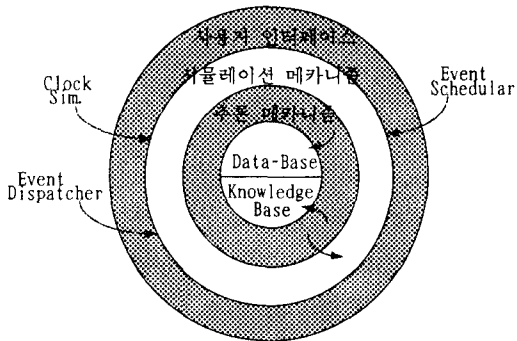 사용자 인터페이스
시뮬레이션 메카니즘
추론 메카니즘
Clock
Sim.
Event
Schedular
Data-Base
Knowledge
Base
Event
Dispatcher